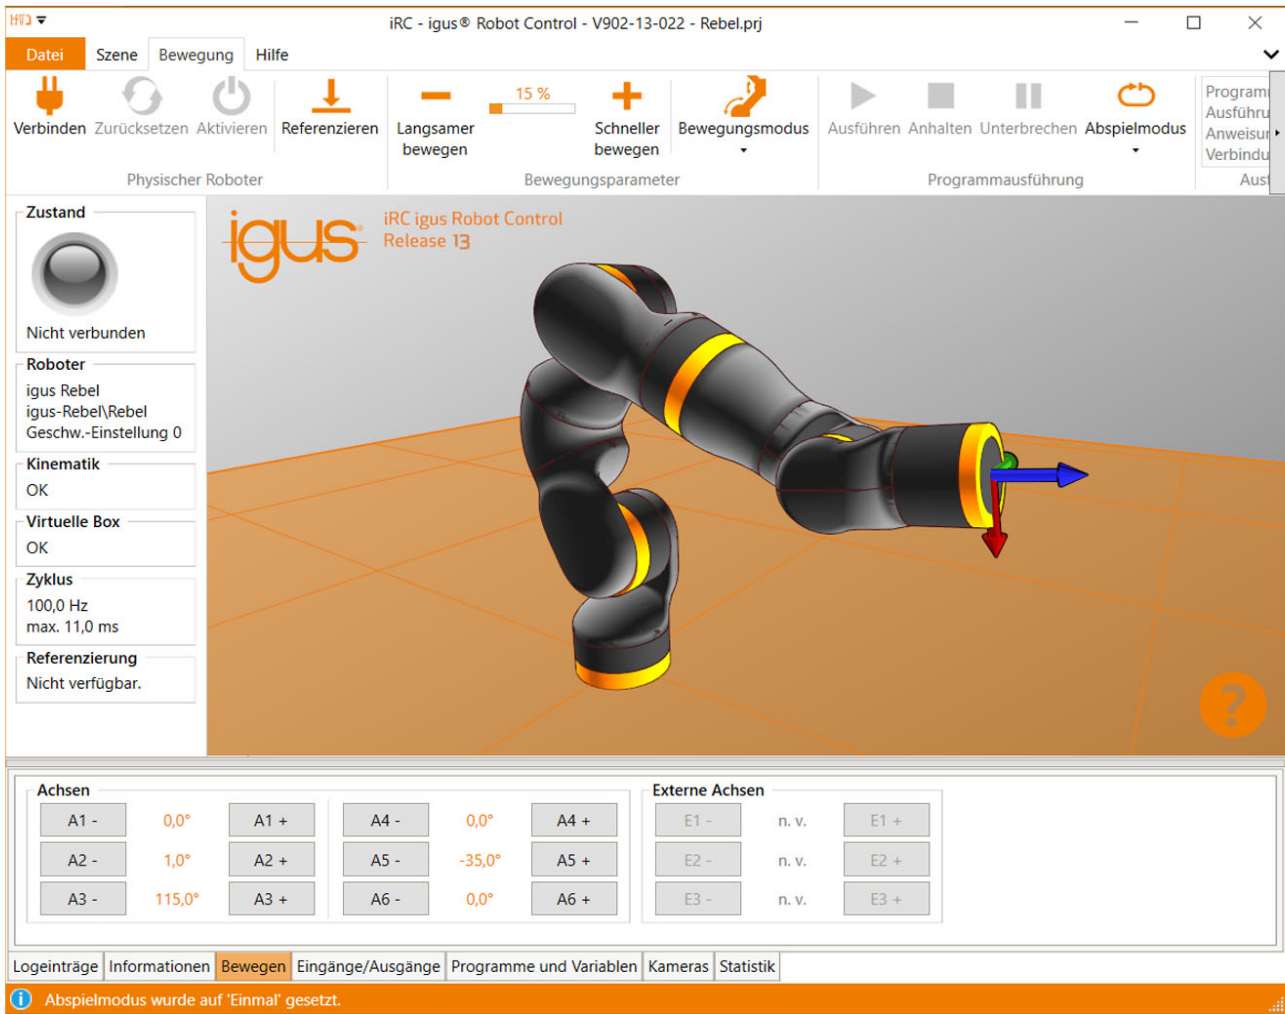 iRC - igus® Robot Control - V902-13-022 - Rebel.prj
Datei Szene Bewegung Hilfe
Verbinden Zurücksetzen Aktivieren Referenzieren
Langsamer bewegen
15 %
Schneller bewegen
Bewegungsmodus
Ausführen Anhalten Unterbrechen Abspielmodus
Physischer Roboter
Bewegungsparameter
Programmausführung
Zustand
Nicht verbunden
Roboter
igus Rebel
igus-Rebel\Rebel
Geschw.-Einstellung 0
Kinematik
OK
Virtuelle Box
OK
Zyklus
100,0 Hz
max. 11,0 ms
Referenzierung
Nicht verfügbar.
igus®
iRC igus Robot Control
Release 13
?
Achsen
A1 - 0,0° A1 + A4 - 0,0° A4 +
A2 - 1,0° A2 + A5 - -35,0° A5 +
A3 - 115,0° A3 + A6 - 0,0° A6 +
Externe Achsen
E1 - n. v. E1 +
E2 - n. v. E2 +
E3 - n. v. E3 +
Logeinträge Informationen Bewegen Eingänge/Ausgänge Programme und Variablen Kameras Statistik
Abspielmodus wurde auf 'Einmal' gesetzt.